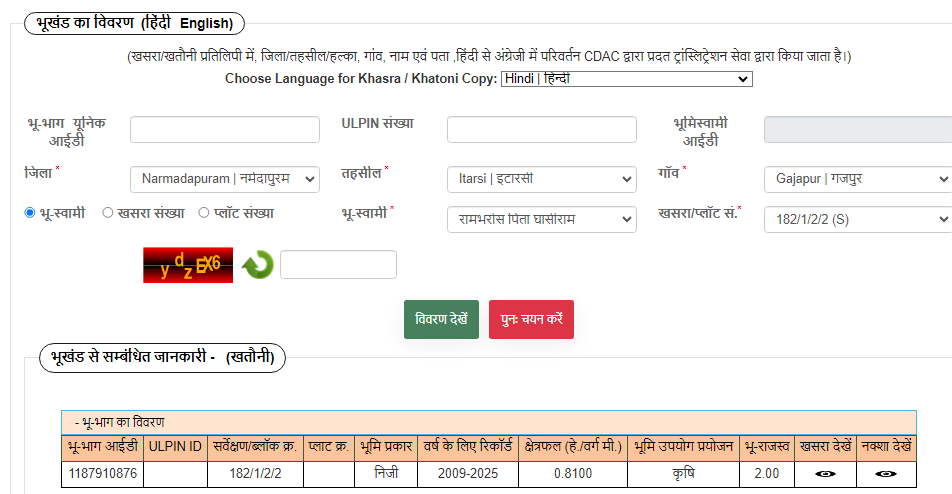 भूखंड का विवरण (हिंदी English)
(खसरा/खतौनी प्रतिलिपी में, जिला/तहसील/हल्का, गांव, नाम एवं पता ,हिंदी से अंग्रेजी में परिवर्तन CDAC द्वारा प्रदत ट्रांस्लिट्रेशन सेवा द्वारा किया जाता है।)
Choose Language for Khasra / Khatoni Copy: Hindi | हिन्दी
भू-भाग यूनिक आईडी ULPIN संख्या भूमिस्वामी आईडी
जिला * Narmadapuram | नर्मदापुरम तहसील * Itarsi | इटारसी गाँव * Gajapur | गजपुर
भू-स्वामी खसरा संख्या प्लॉट संख्या भू-स्वामी * रामभरोस पिता घासीराम खसरा/प्लॉट सं.* 182/1/2/2 (S)
y d z EX6
विवरण देखें पुनः चयन करें
भूखंड से सम्बंधित जानकारी - (खतौनी)
- भू-भाग का विवरण
भू-भाग आईडी ULPIN ID सर्वेक्षण/ब्लॉक क्र. प्लाट क्र. भूमि प्रकार वर्ष के लिए रिकॉर्ड क्षेत्रफल (हे./वर्ग मी.) भूमि उपयोग प्रयोजन भू-राजस्व खसरा देखें नक्शा देखें
1187910876 182/1/2/2 निजी 2009-2025 0.8100 कृषि 2.00